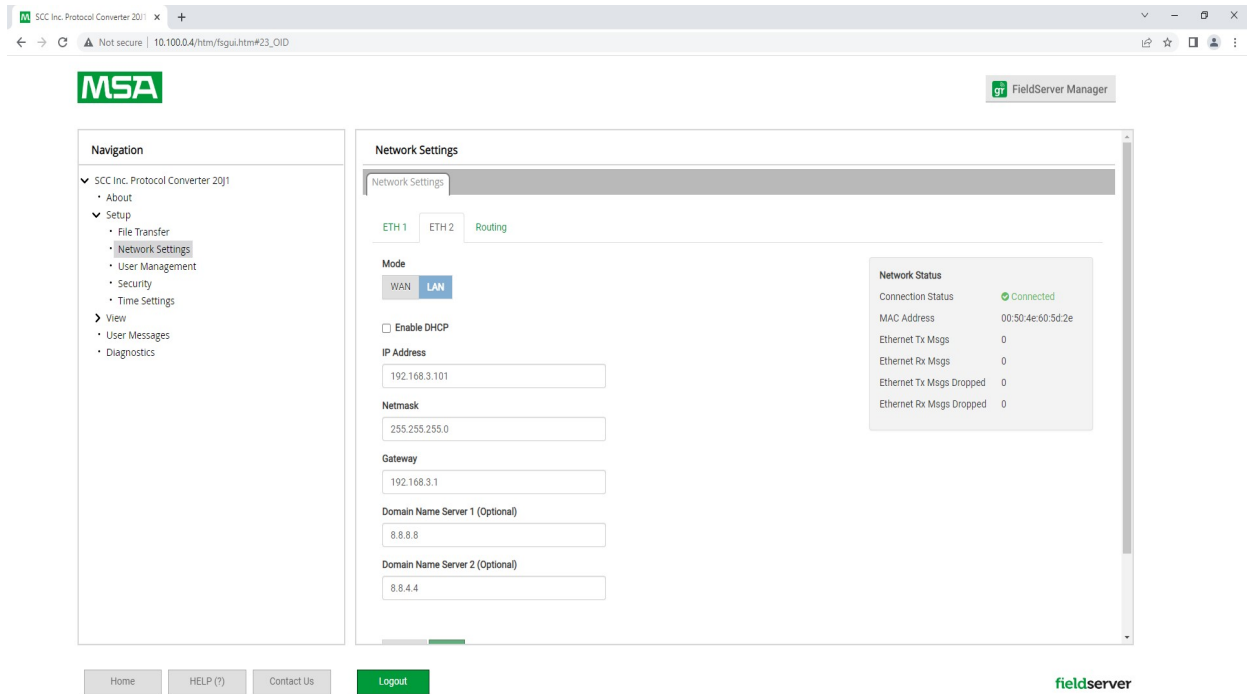 SCC Inc. Protocol Converter 20J1
Not secure | 10.100.0.4/htm/fsgui.htm#23_OID
MSA
gT FieldServer Manager
Navigation
SCC Inc. Protocol Converter 20J1
About
Setup
File Transfer
Network Settings
User Management
Security
Time Settings
View
User Messages
Diagnostics
Network Settings
Network Settings
ETH 1 ETH 2 Routing
Mode
WAN LAN
Enable DHCP
IP Address
192.168.3.101
Netmask
255.255.255.0
Gateway
192.168.3.1
Domain Name Server 1 (Optional)
8.8.8.8
Domain Name Server 2 (Optional)
8.8.4.4
Network Status
Connection Status Connected
MAC Address 00:50:4e:60:5d:2e
Ethernet Tx Msgs 0
Ethernet Rx Msgs 0
Ethernet Tx Msgs Dropped 0
Ethernet Rx Msgs Dropped 0
Home HELP (?) Contact Us Logout
fieldserver